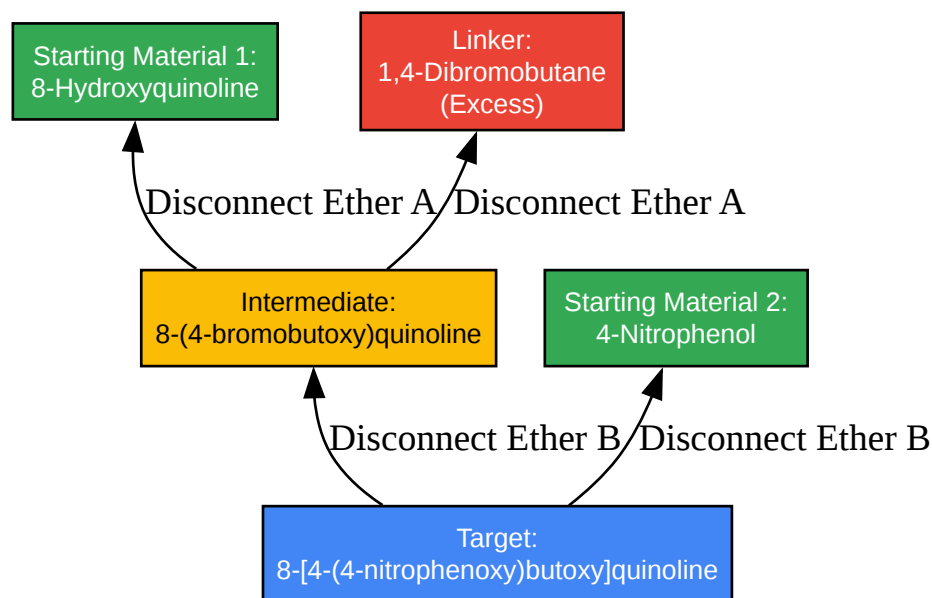 Starting Material 1:
8-Hydroxyquinoline
Linker:
1,4-Dibromobutane
(Excess)
Disconnect Ether A
Disconnect Ether A
Intermediate:
8-(4-bromobutoxy)quinoline
Starting Material 2:
4-Nitrophenol
Disconnect Ether B
Disconnect Ether B
Target:
8-[4-(4-nitrophenoxy)butoxy]quinoline